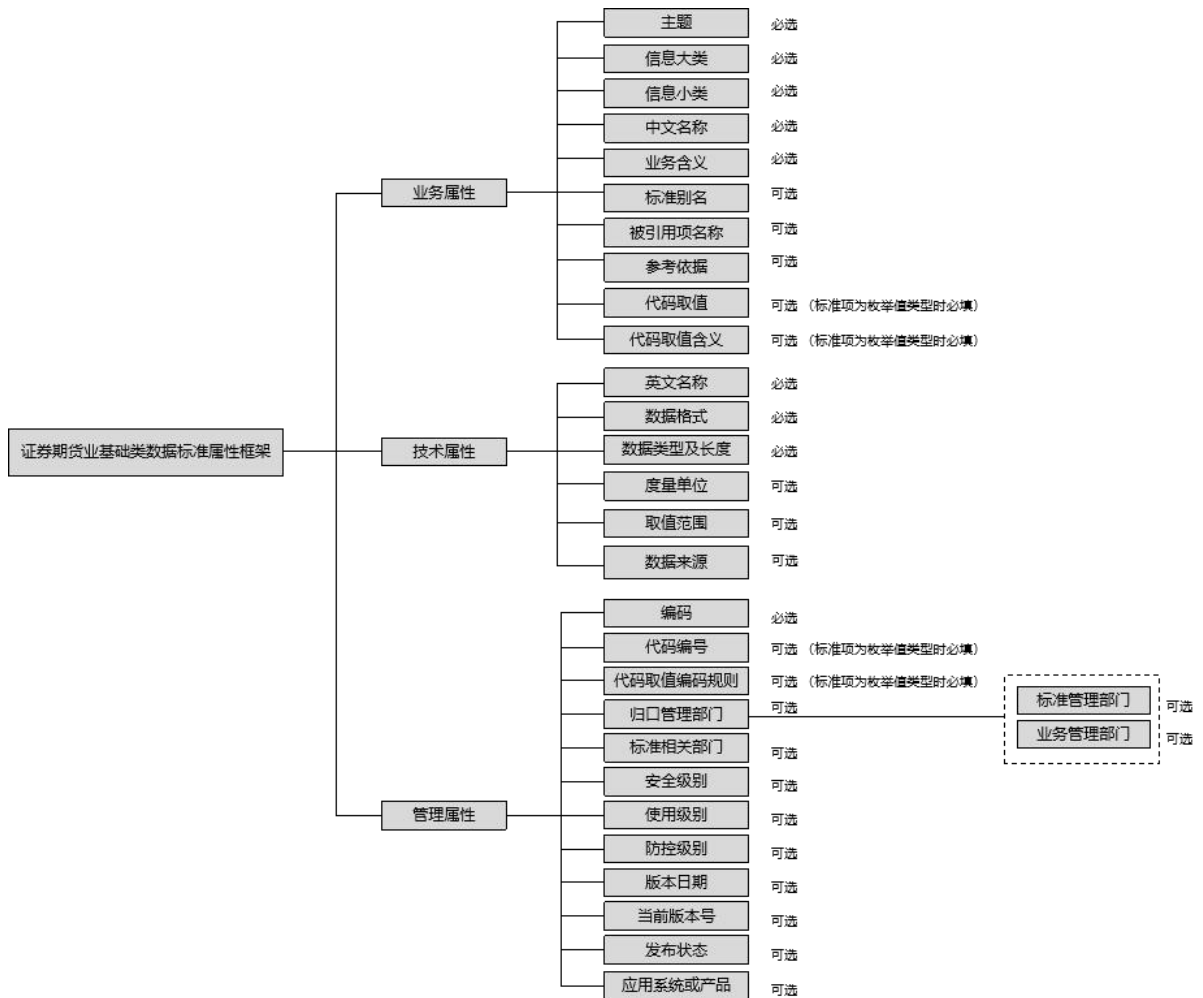 主题 必选
信息大类 必选
信息小类 必选
中文名称 必选
业务含义 必选
业务属性
标准别名 可选
被引用项名称 可选
参考依据 可选
代码取值 可选（标准项为枚举值类型时必填）
代码取值含义 可选（标准项为枚举值类型时必填）
英文名称 必选
数据格式 必选
证券期货业基础类数据标准属性框架
技术属性
数据类型及长度 必选
度量单位 可选
取值范围 可选
数据来源 可选
编码 必选
代码编号 可选（标准项为枚举值类型时必填）
代码取值编码规则 可选（标准项为枚举值类型时必填）
归口管理部门 可选
标准管理部门 可选
业务管理部门 可选
标准相关部门 可选
安全级别 可选
管理属性
使用级别 可选
防控级别 可选
版本日期 可选
当前版本号 可选
发布状态 可选
应用系统或产品 可选